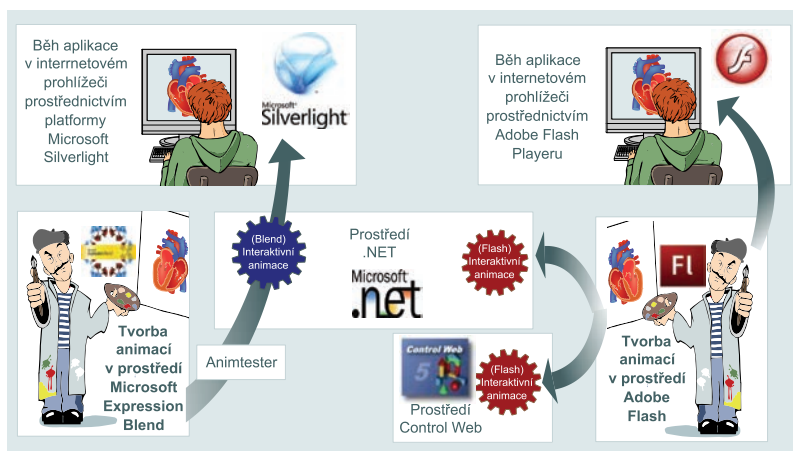 Běh aplikace
v interrnetovém
prohlížeči
prostřednictvím
platformy
Microsoft
Silverlight
Microsoft
Silverlight
Běh aplikace
v interrnetovém
prohlížeči
prostřednictvím
Adobe Flash
Playeru
Tvorba
animací
v prostředí
Microsoft
Expression
Blend
(Blend)
Interaktivní
animace
Prostředí
.NET
Microsoft
.net
(Flash)
Interaktivní
animace
Animtester
Control Web
5
(Flash)
Interaktivní
animace
Prostředí
Control Web
Fl
Tvorba
animací
v prostředí
Adobe
Flash